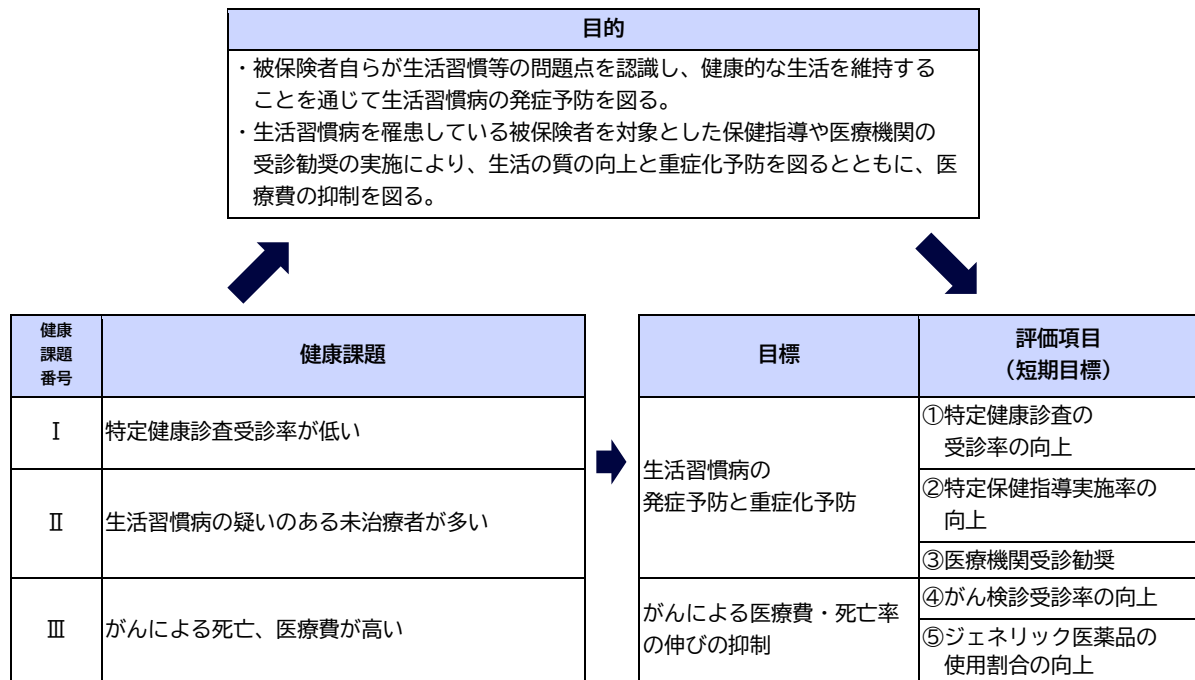 目的
・被保険者自らが生活習慣等の問題点を認識し、健康的な生活を維持する
ことを通じて生活習慣病の発症予防を図る。
・生活習慣病を罹患している被保険者を対象とした保健指導や医療機関の
受診勧奨の実施により、生活の質の向上と重症化予防を図るとともに、医
療費の抑制を図る。
健康
課題
番号
健康課題
Ⅰ
特定健康診査受診率が低い
Ⅱ
生活習慣病の疑いのある未治療者が多い
Ⅲ
がんによる死亡、医療費が高い
目標
評価項目
（短期目標）
生活習慣病の
発症予防と重症化予防
①特定健康診査の
受診率の向上
②特定保健指導実施率の
向上
③医療機関受診勧奨
がんによる医療費・死亡率
の伸びの抑制
④がん検診受診率の向上
⑤ジェネリック医薬品の
使用割合の向上